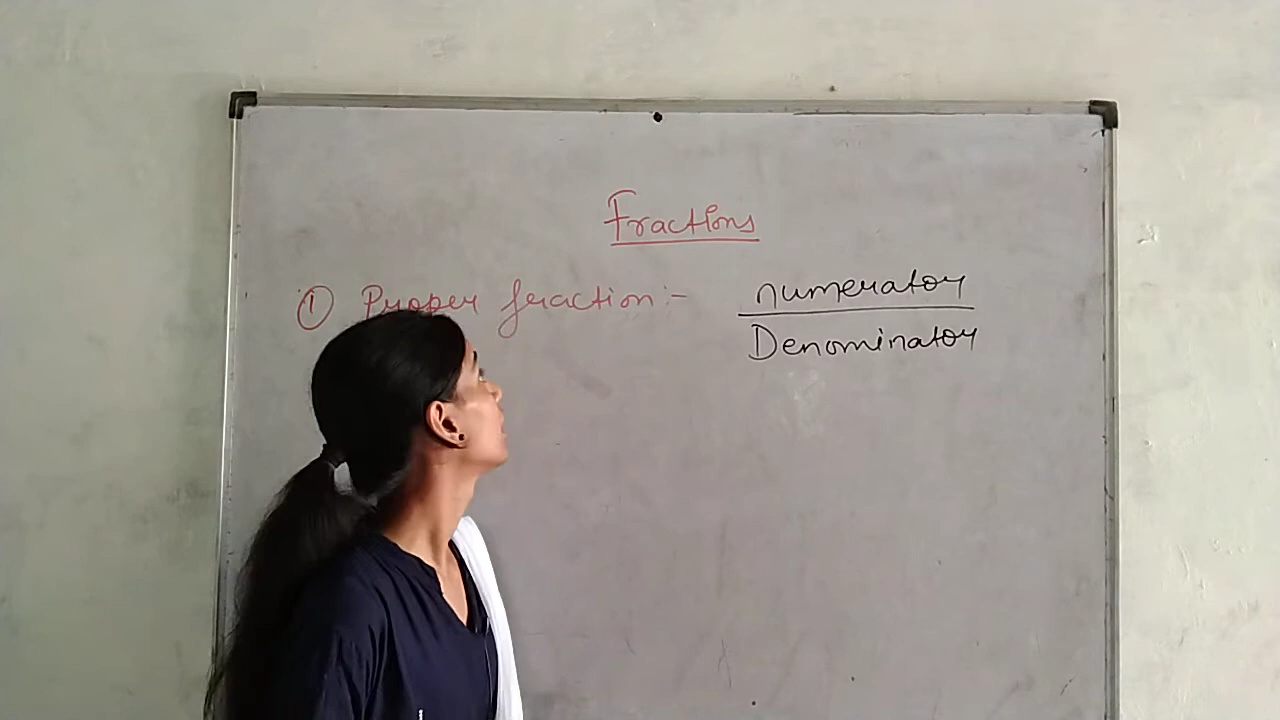 Fractions
① Proper fraction :-
numerator
Denominator